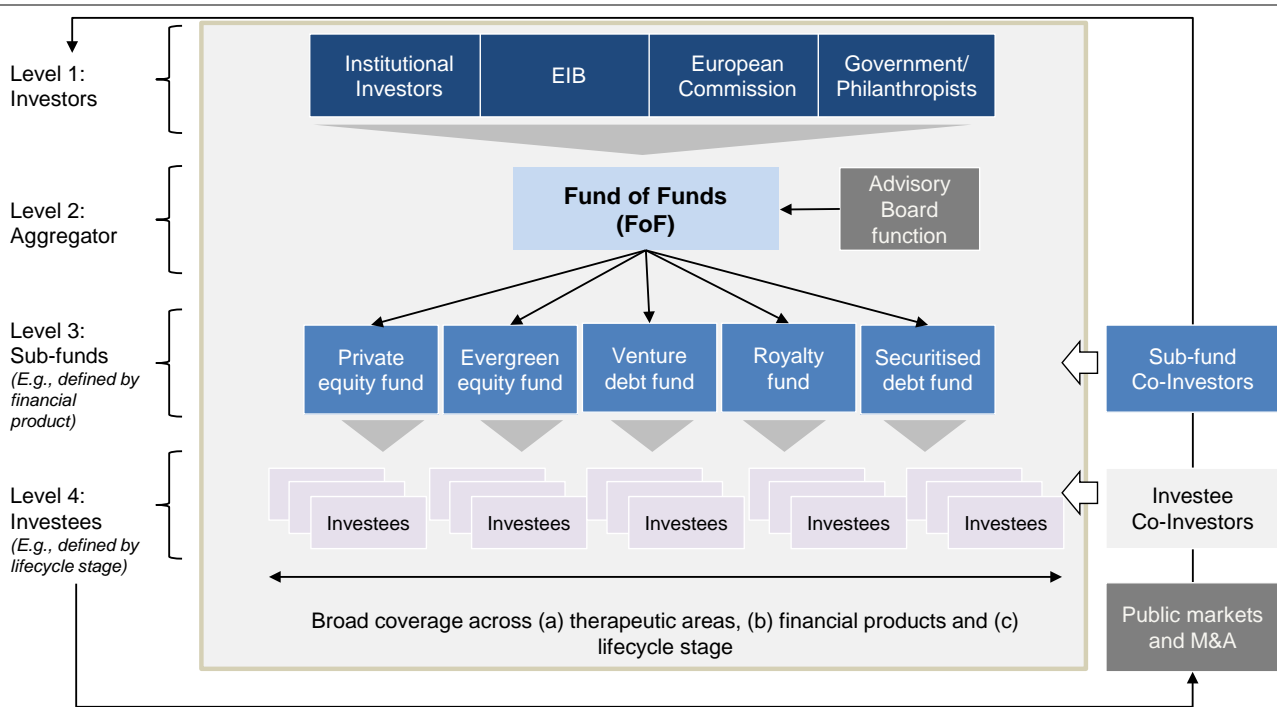 Level 1:
Investors
Institutional
Investors
EIB
European
Commission
Government/
Philanthropists
Level 2:
Aggregator
Fund of Funds
(FoF)
Advisory
Board
function
Level 3:
Sub-funds
(E.g., defined by
financial
product)
Private
equity fund
Evergreen
equity fund
Venture
debt fund
Royalty
fund
Securitised
debt fund
Sub-fund
Co-Investors
Level 4:
Investees
(E.g., defined by
lifecycle stage)
Investees
Investees
Investees
Investees
Investees
Investee
Co-Investors
Broad coverage across (a) therapeutic areas, (b) financial products and (c)
lifecycle stage
Public markets
and M&A